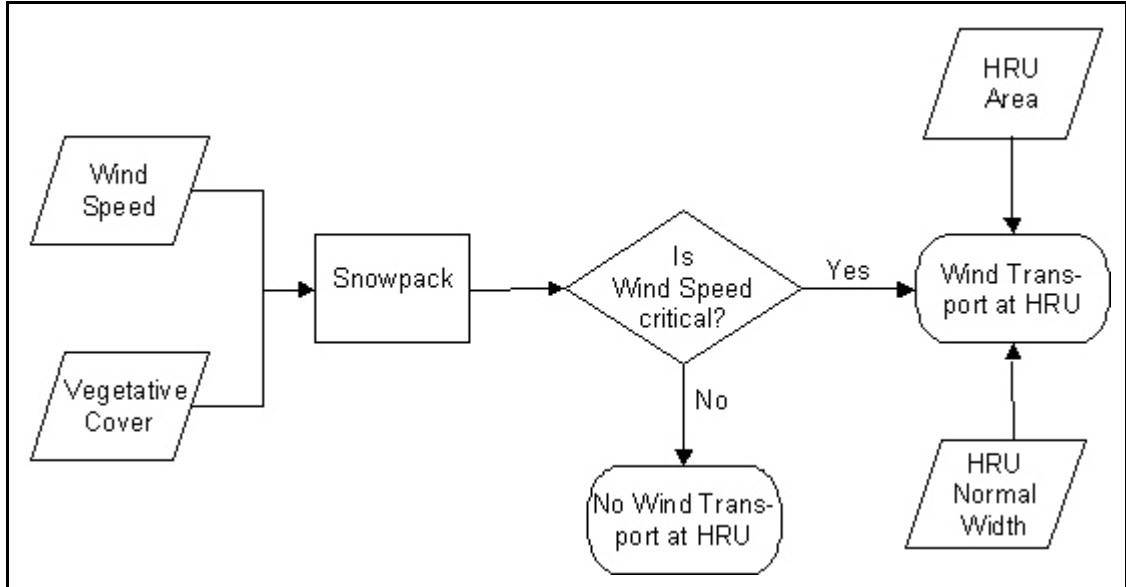 Wind
Speed
Vegetative
Cover
Snowpack
Is
Wind Speed
critical?
Yes
No
No Wind Trans-
port at HRU
HRU
Area
Wind Trans-
port at HRU
HRU
Normal
Width